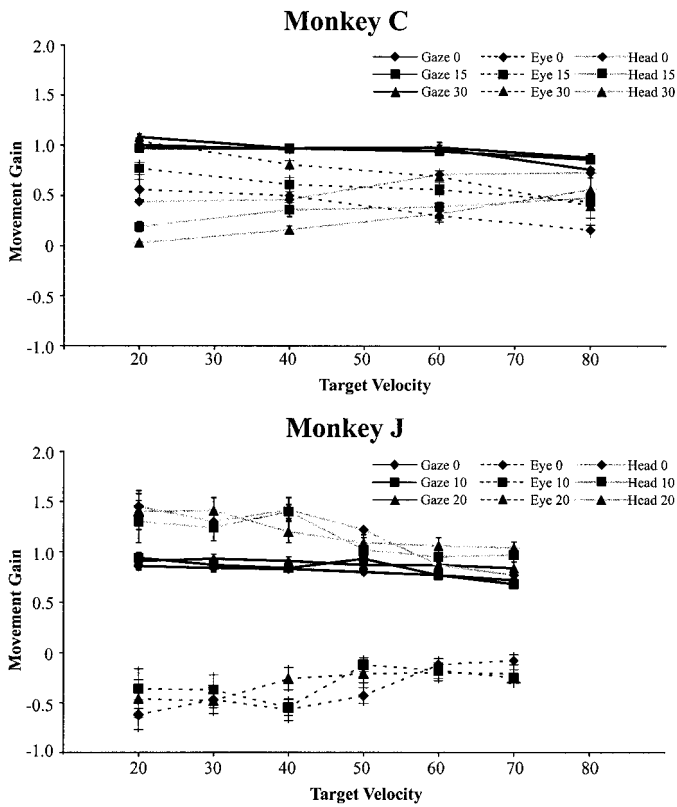 Monkey C
Gaze 0 Eye 0 Head 0
Gaze 15 Eye 15 Head 15
Gaze 30 Eye 30 Head 30
2.0
1.5
1.0
0.5
0
-0.5
-1.0
Movement Gain
20 30 40 50 60 70 80
Target Velocity
Monkey J
Gaze 0 Eye 0 Head 0
Gaze 10 Eye 10 Head 10
Gaze 20 Eye 20 Head 20
2.0
1.5
1.0
0.5
0
-0.5
-1.0
Movement Gain
20 30 40 50 60 70 80
Target Velocity